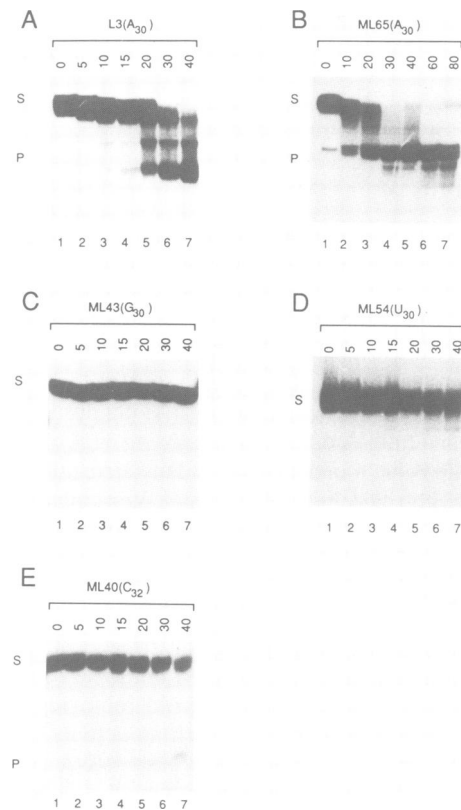 A
L3(A30)
0 5 10 15 20 30 40
S
P
1 2 3 4 5 6 7
B
ML65(A30)
0 10 20 30 40 60 80
S
P
1 2 3 4 5 6 7
C
ML43(G30)
0 5 10 15 20 30 40
S
1 2 3 4 5 6 7
D
ML54(U30)
0 5 10 15 20 30 40
S
1 2 3 4 5 6 7
E
ML40(C32)
0 5 10 15 20 30 40
S
P
1 2 3 4 5 6 7